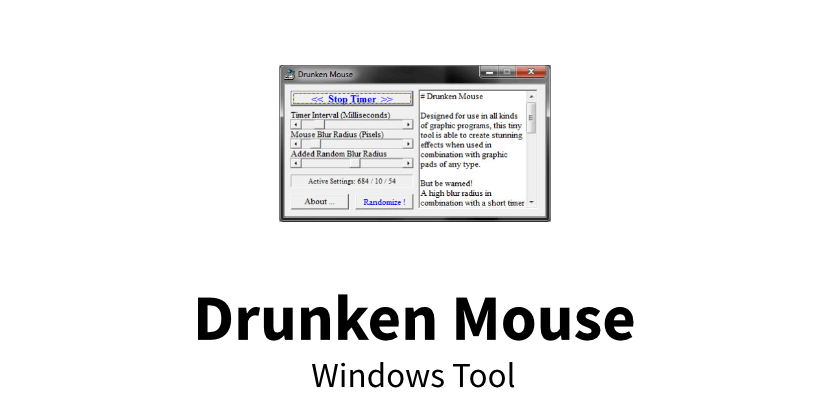 Drunken Mouse
<< Stop Timer >>
Timer Interval (Milliseconds)
Mouse Blur Radius (Pixels)
Added Random Blur Radius
Active Settings: 684 / 10 / 54
About ...
Randomize !
# Drunken Mouse
Designed for use in all kinds
of graphic programs, this tiny
tool is able to create stunning
effects when used in
combination with graphic
pads of any type.
But be warned!
A high blur radius in
combination with a short timer
Drunken Mouse
Windows Tool